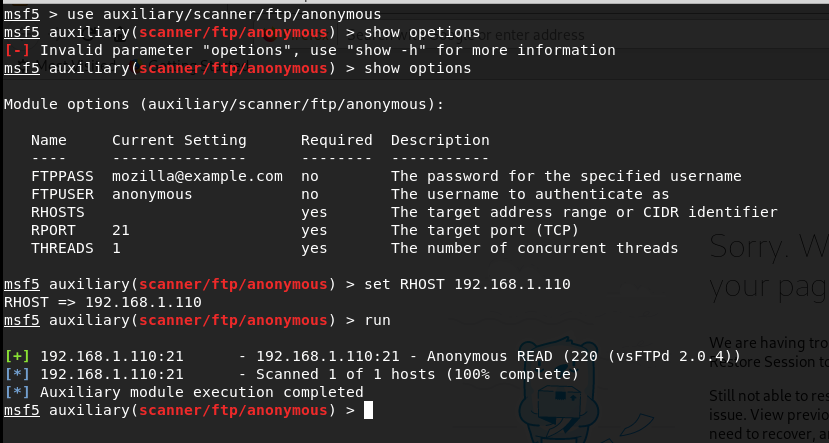 msf5 > use auxiliary/scanner/ftp/anonymous
msf5 auxiliary(scanner/ftp/anonymous) > show opetions
or enter address
[-] Invalid parameter "opetions", use "show -h" for more information
msf5 auxiliary(scanner/ftp/anonymous) > show options
Module options (auxiliary/scanner/ftp/anonymous):
Name     Current Setting      Required  Description
----     ---------------      --------  -----------
FTPPASS  mozilla@example.com  no        The password for the specified username
FTPUSER  anonymous            no        The username to authenticate as
RHOSTS                        yes       The target address range or CIDR identifier
RPORT    21                   yes       The target port (TCP)
THREADS  1                    yes       The number of concurrent threads
msf5 auxiliary(scanner/ftp/anonymous) > set RHOST 192.168.1.110
RHOST => 192.168.1.110
msf5 auxiliary(scanner/ftp/anonymous) > run
[+] 192.168.1.110:21      - 192.168.1.110:21 - Anonymous READ (220 (vsFTPd 2.0.4))
[*] 192.168.1.110:21      - Scanned 1 of 1 hosts (100% complete)
[*] Auxiliary module execution completed
msf5 auxiliary(scanner/ftp/anonymous) >
Sorry. W
your pag
We are having tro
Restore Session to
Still not able to res
issue. View previo
need to recover, a